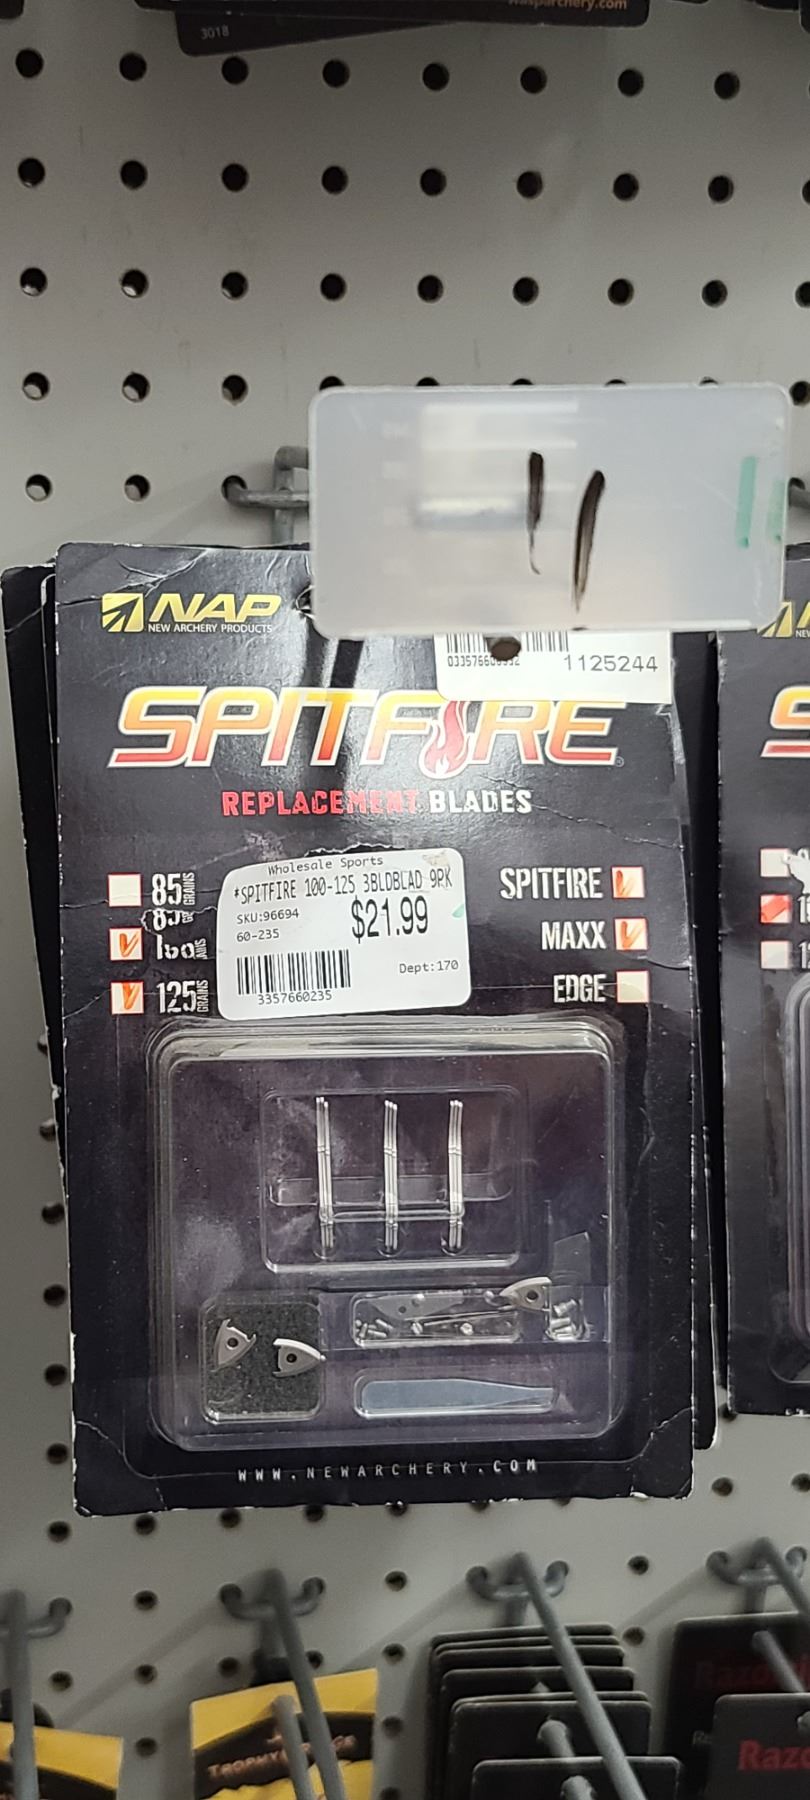 3018
11
NAP
NEW ARCHERY PRODUCTS
1125244
SPITFIRE
REPLACEMENT BLADES
Wholesale Sports
*SPITFIRE 100-125 3BLDBLAD 9PK
SKU:96694
$21.99
60-235
Dept:170
3357660235
85 GRAINS
125 GRAINS
SPITFIRE
MAXX
EDGE
WWW.NEWARCHERY.COM